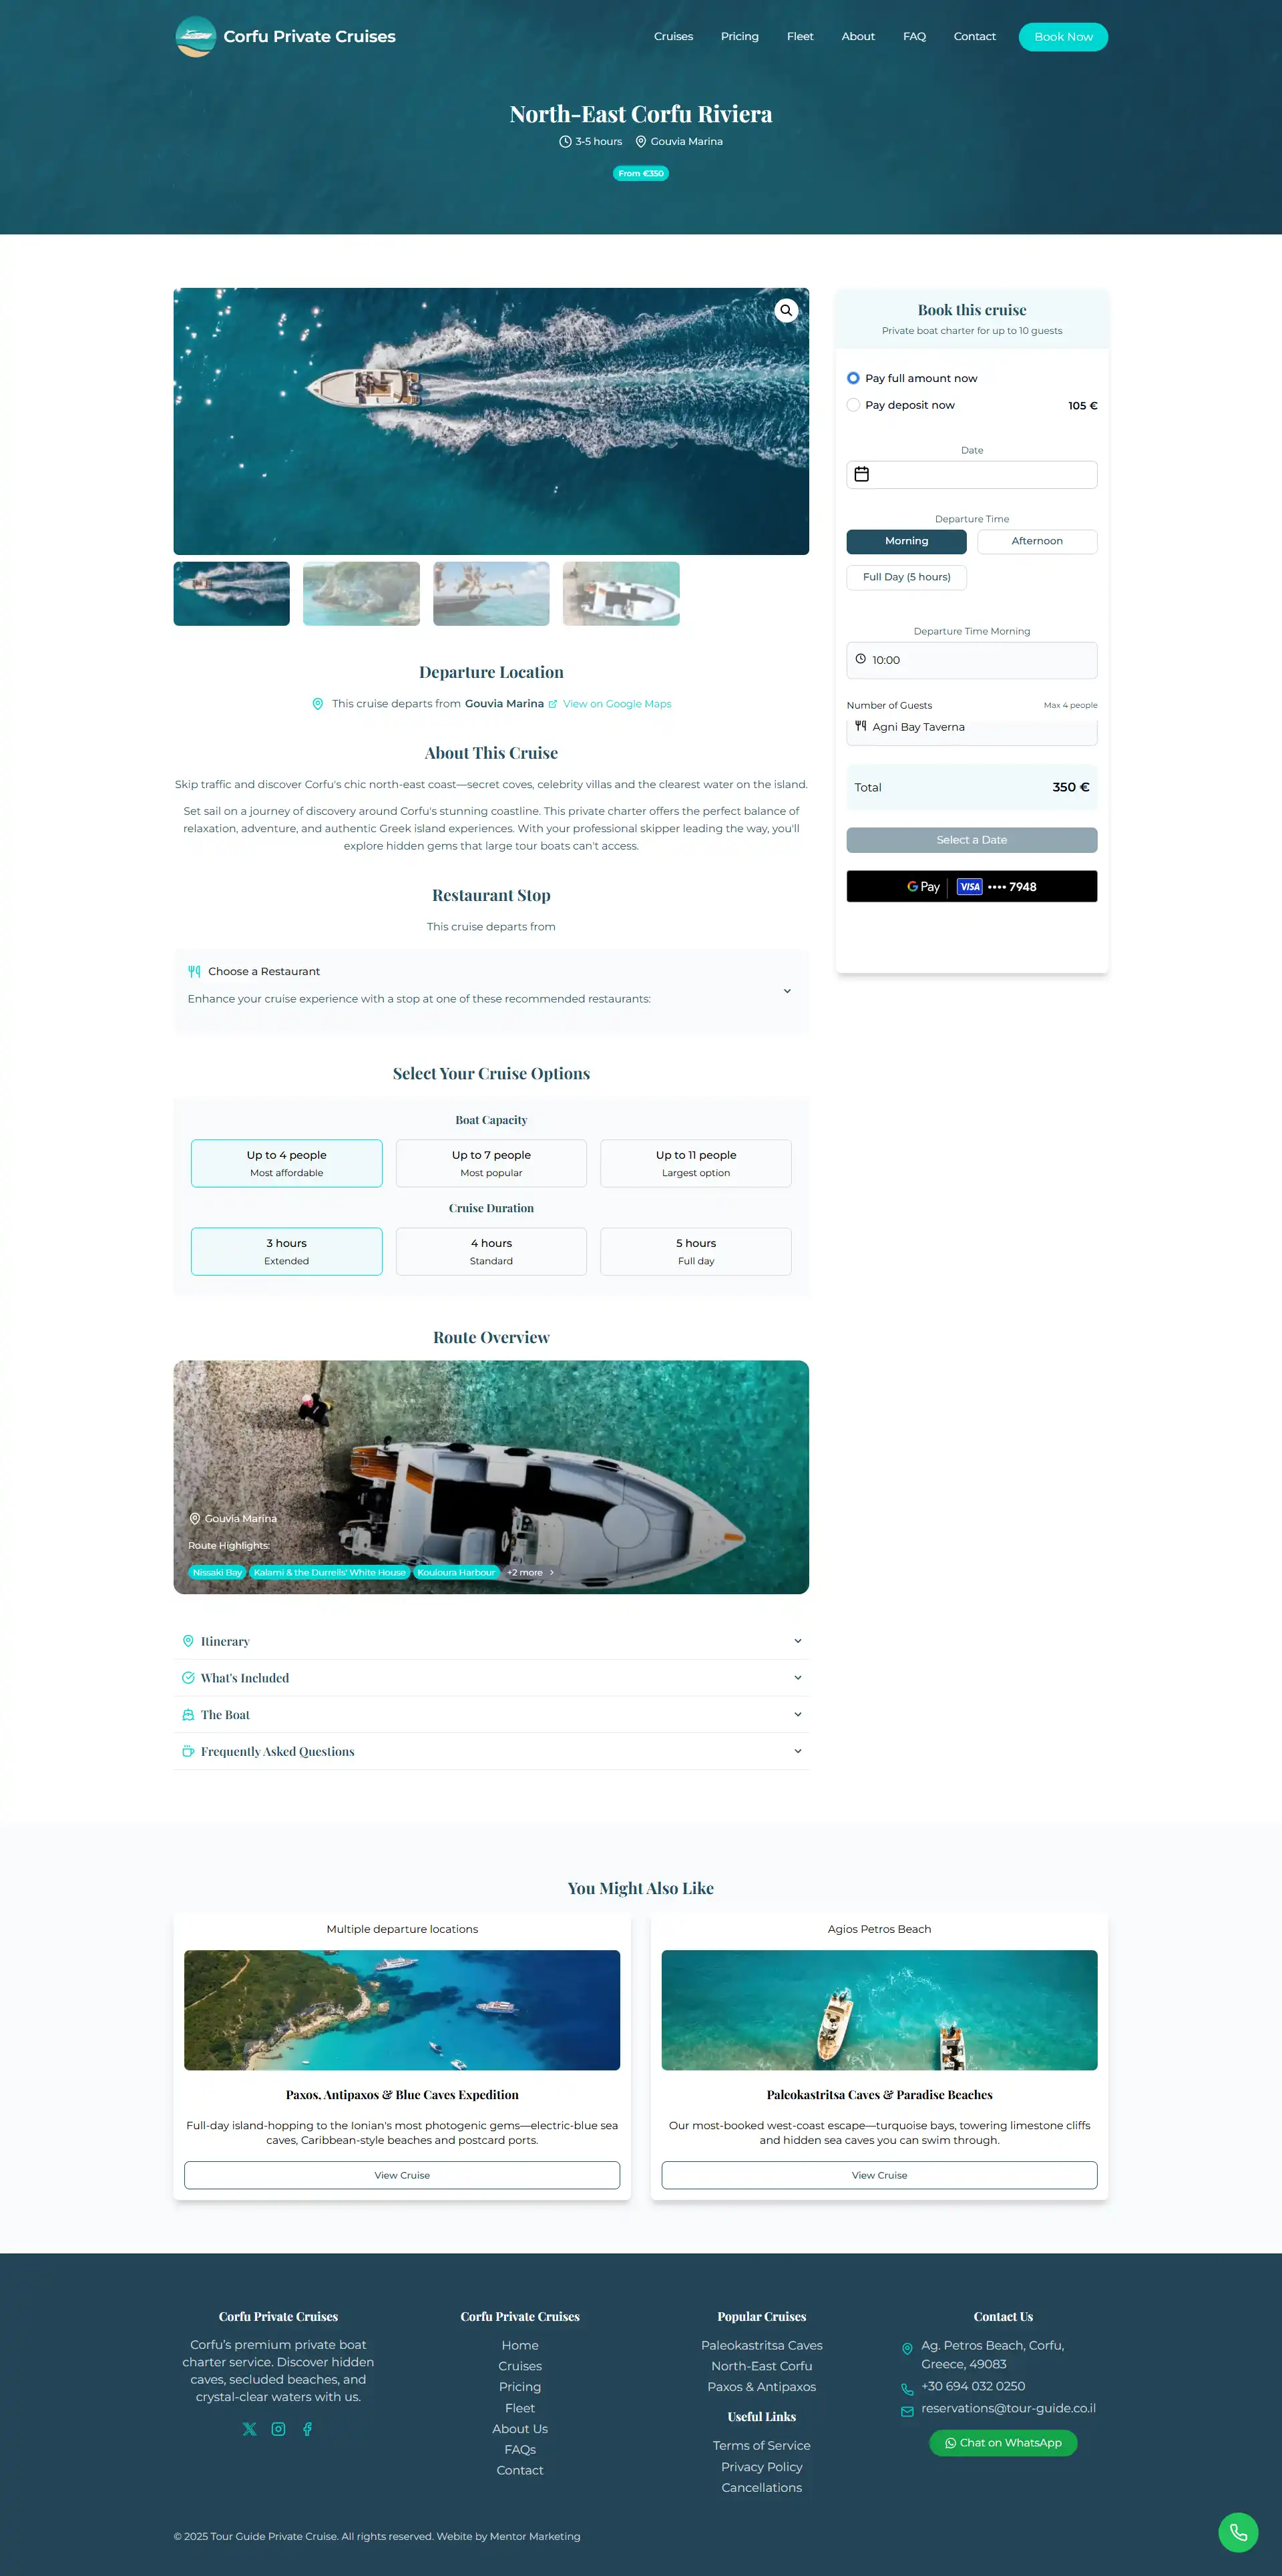 Corfu Private Cruises
Cruises
Pricing
Fleet
About
FAQ
Contact
Book Now
North-East Corfu Riviera
3-5 hours
Gouvia Marina
From €350
Departure Location
This cruise departs from Gouvia Marina View on Google Maps
About This Cruise
Skip traffic and discover Corfu's chic north-east coast—secret coves, celebrity villas and the clearest water on the island.
Set sail on a journey of discovery around Corfu's stunning coastline. This private charter offers the perfect balance of
relaxation, adventure, and authentic Greek island experiences. With your professional skipper leading the way, you'll
explore hidden gems that large tour boats can't access.
Restaurant Stop
This cruise departs from
Choose a Restaurant
Enhance your cruise experience with a stop at one of these recommended restaurants:
Select Your Cruise Options
Boat Capacity
Up to 4 people
Most affordable
Up to 7 people
Most popular
Up to 11 people
Largest option
Cruise Duration
3 hours
Extended
4 hours
Standard
5 hours
Full day
Route Overview
Gouvia Marina
Route Highlights:
Nissaki Bay
Kalami & the Durrells' White House
Kouloura Harbour
+2 more
Itinerary
What's Included
The Boat
Frequently Asked Questions
Book this cruise
Private boat charter for up to 10 guests
Pay full amount now
Pay deposit now 105 €
Date
Departure Time
Morning
Afternoon
Full Day (5 hours)
Departure Time Morning
10:00
Number of Guests
Max 4 people
Agni Bay Taverna
Total 350 €
Select a Date
G Pay VISA •••• 7948
You Might Also Like
Multiple departure locations
Paxos, Antipaxos & Blue Caves Expedition
Full-day island-hopping to the Ionian's most photogenic gems—electric-blue sea
caves, Caribbean-style beaches and postcard ports.
View Cruise
Agios Petros Beach
Paleokastritsa Caves & Paradise Beaches
Our most-booked west-coast escape—turquoise bays, towering limestone cliffs
and hidden sea caves you can swim through.
View Cruise
Corfu Private Cruises
Corfu's premium private boat
charter service. Discover hidden
caves, secluded beaches, and
crystal-clear waters with us.
Corfu Private Cruises
Home
Cruises
Pricing
Fleet
About Us
FAQs
Contact
Popular Cruises
Paleokastritsa Caves
North-East Corfu
Paxos & Antipaxos
Useful Links
Terms of Service
Privacy Policy
Cancellations
Contact Us
Ag. Petros Beach, Corfu,
Greece, 49083
+30 694 032 0250
reservations@tour-guide.co.il
Chat on WhatsApp
© 2025 Tour Guide Private Cruise. All rights reserved. Webite by Mentor Marketing